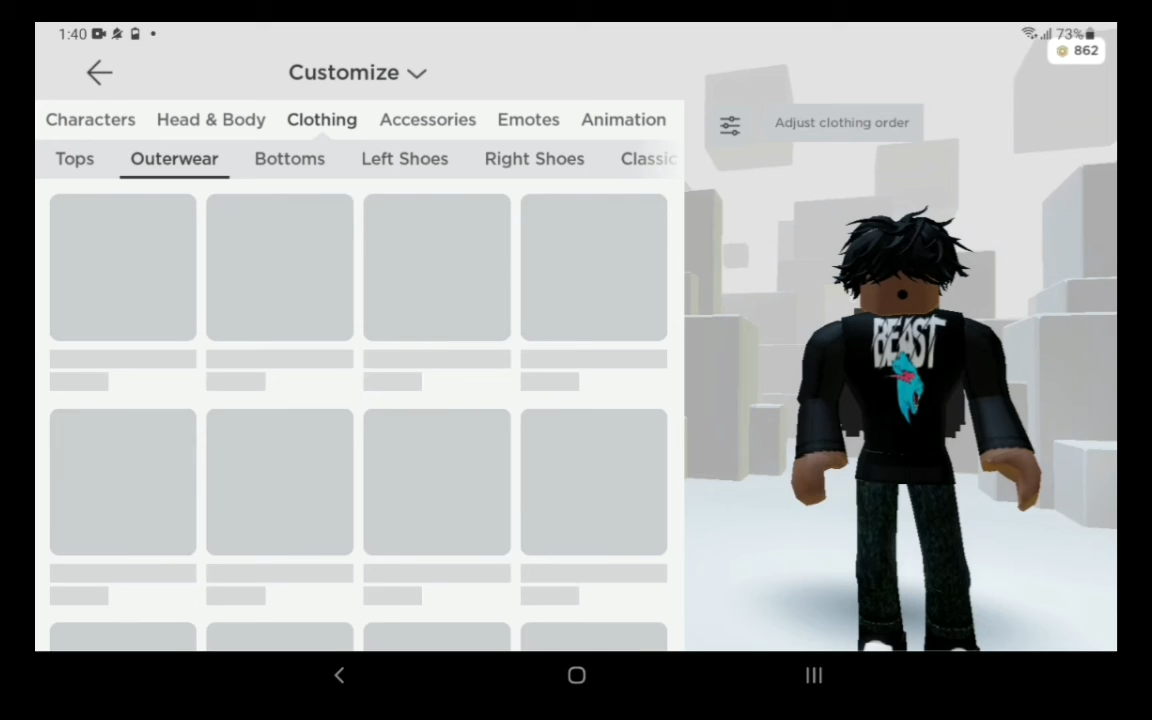 1:40
73%
862
Customize
Characters Head & Body Clothing Accessories Emotes Animation
Tops Outerwear Bottoms Left Shoes Right Shoes Classic
Adjust clothing order
BEAST